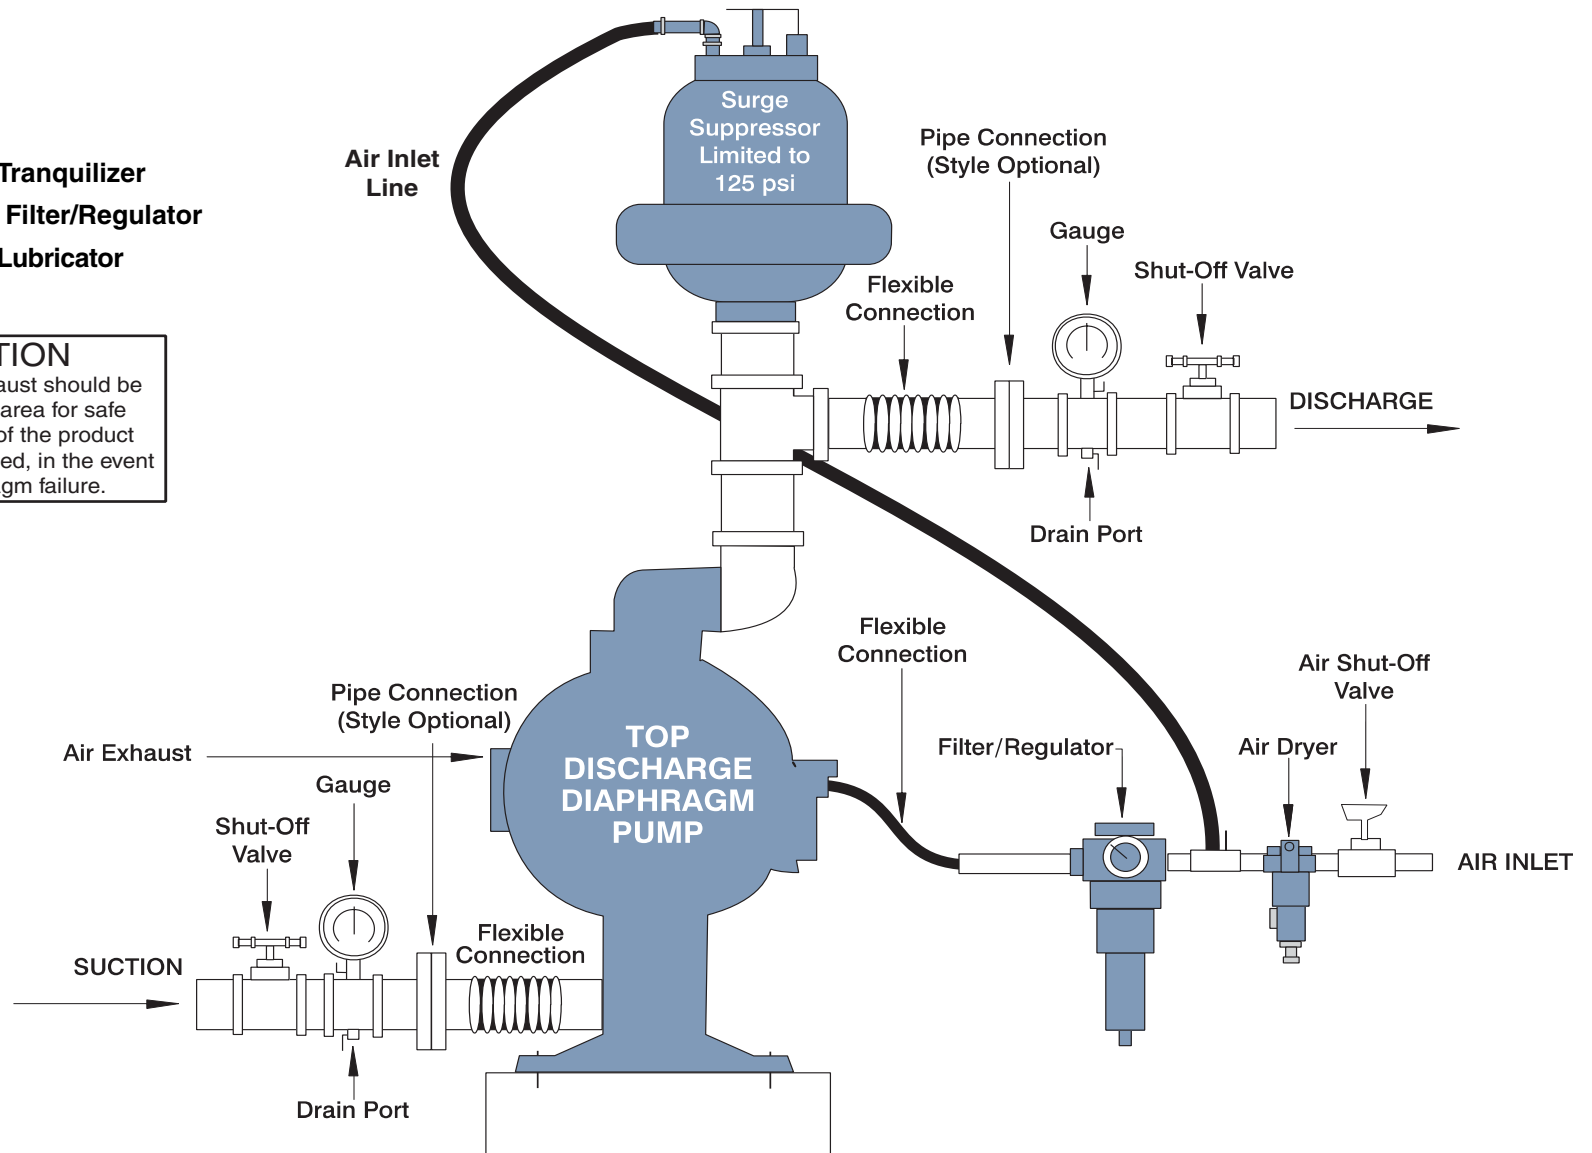 Surge
Suppressor
Limited to
125 psi
Air Inlet
Line
Tranquilizer
Filter/Regulator
Lubricator
Pipe Connection
(Style Optional)
Gauge
Shut-Off Valve
Flexible
Connection
DISCHARGE
Drain Port
TION
aust should be
area for safe
of the product
ed, in the event
agm failure.
Flexible
Connection
Air Shut-Off
Valve
Pipe Connection
(Style Optional)
Air Exhaust
TOP
DISCHARGE
DIAPHRAGM
PUMP
Filter/Regulator
Air Dryer
Gauge
Shut-Off
Valve
AIR INLET
Flexible
Connection
SUCTION
Drain Port